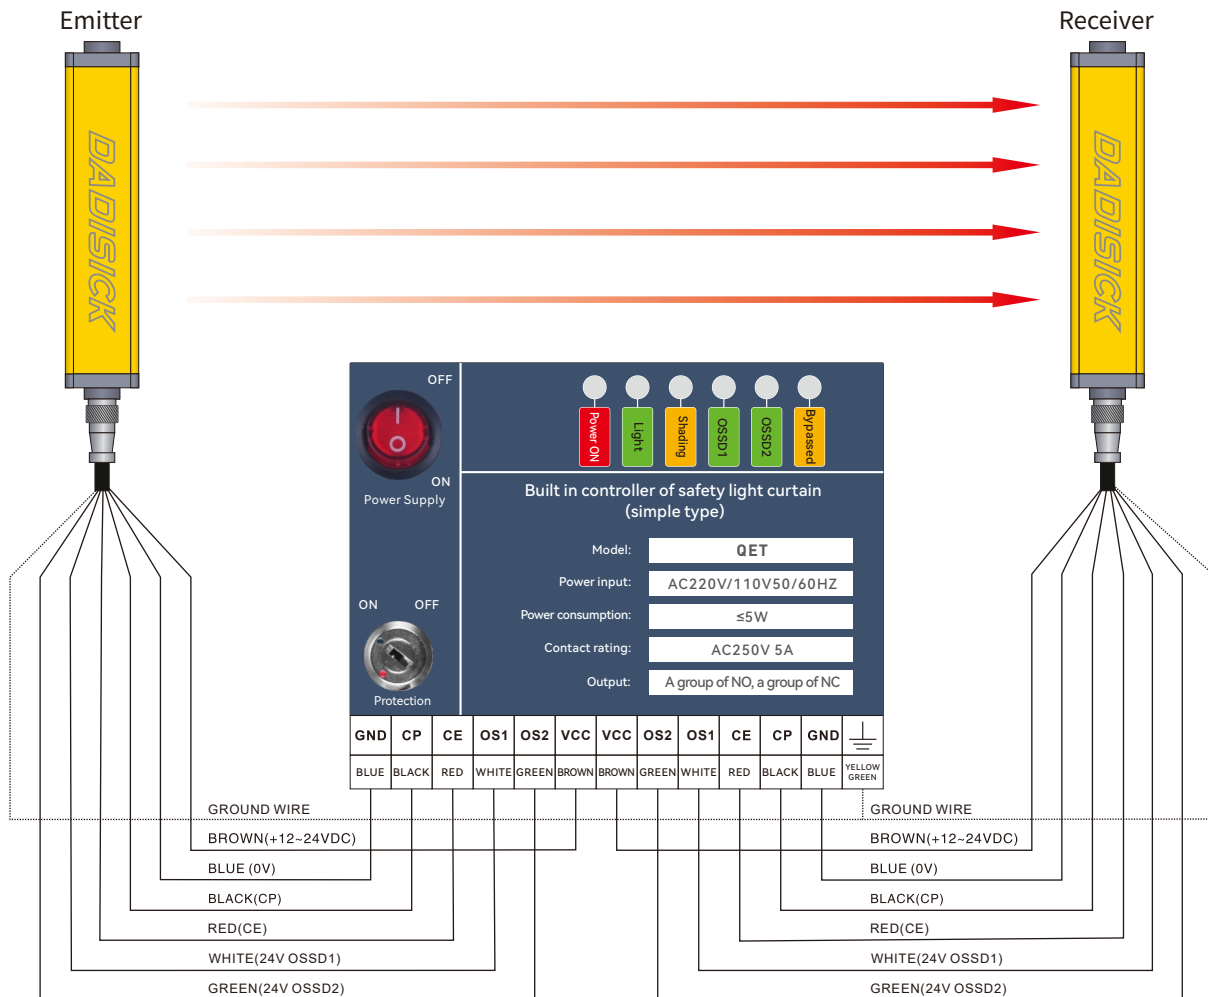 Emitter
Receiver
DADISICK
DADISICK
OFF
ON
Power Supply
ON OFF
Protection
Power ON
Light
Shading
OSSD1
OSSD2
Bypassed
Built in controller of safety light curtain
(simple type)
Model: QET
Power input: AC220V/110V50/60HZ
Power consumption: ≤5W
Contact rating: AC250V 5A
Output: A group of NO, a group of NC
GND CP CE OS1 OS2 VCC VCC OS2 OS1 CE CP GND
BLUE BLACK RED WHITE GREEN BROWN BROWN GREEN WHITE RED BLACK BLUE YELLOW
GREEN
GROUND WIRE
BROWN(+12~24VDC)
BLUE (0V)
BLACK(CP)
RED(CE)
WHITE(24V OSSD1)
GREEN(24V OSSD2)
GROUND WIRE
BROWN(+12~24VDC)
BLUE (0V)
BLACK(CP)
RED(CE)
WHITE(24V OSSD1)
GREEN(24V OSSD2)